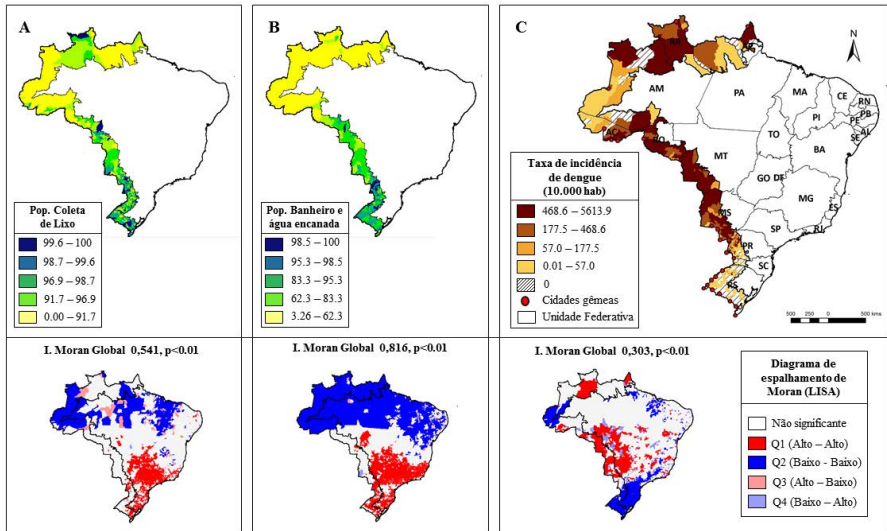 A
Pop. Coleta
de Lixo
99.6 – 100
98.7 – 99.6
96.9 – 98.7
91.7 – 96.9
0.00 – 91.7
B
Pop. Banheiro e
água encanada
98.5 – 100
95.3 – 98.5
83.3 – 95.3
62.3 – 83.3
3.26 – 62.3
C
N
AM
PA
MA
CE
RN
PB
PE
AL
SE
PI
AC
RO
TO
BA
MT
GO
DF
MG
ES
MS
SP
RJ
PR
SC
RS
Taxa de incidência
de dengue
(10.000 hab)
468.6 – 5613.9
177.5 – 468.6
57.0 – 177.5
0.01 – 57.0
0
Cidades gêmeas
Unidade Federativa
500 0 500 kms
I. Moran Global 0,541, p<0.01
I. Moran Global 0,816, p<0.01
I. Moran Global 0,303, p<0.01
Diagrama de
espalhamento de
Moran (LISA)
Não significante
Q1 (Alto – Alto)
Q2 (Baixo - Baixo)
Q3 (Alto – Baixo)
Q4 (Baixo – Alto)